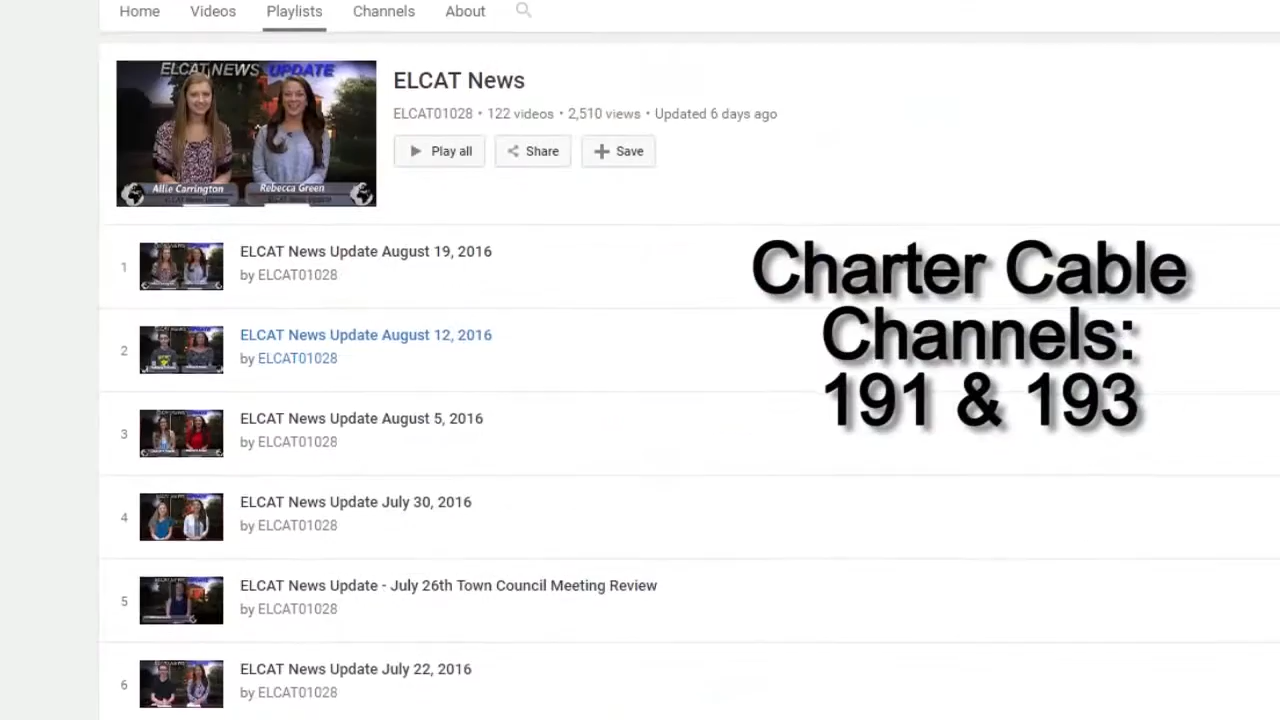 Home Videos Playlists Channels About
ELCAT NEWS UPDATE
Allie Carrington Rebecca Green
ELCAT News
ELCAT01028 • 122 videos • 2,510 views • Updated 6 days ago
Play all Share Save
1 ELCAT News Update August 19, 2016
by ELCAT01028
Charter Cable
Channels:
191 & 193
2 ELCAT News Update August 12, 2016
by ELCAT01028
3 ELCAT News Update August 5, 2016
by ELCAT01028
4 ELCAT News Update July 30, 2016
by ELCAT01028
5 ELCAT News Update - July 26th Town Council Meeting Review
by ELCAT01028
6 ELCAT News Update July 22, 2016
by ELCAT01028